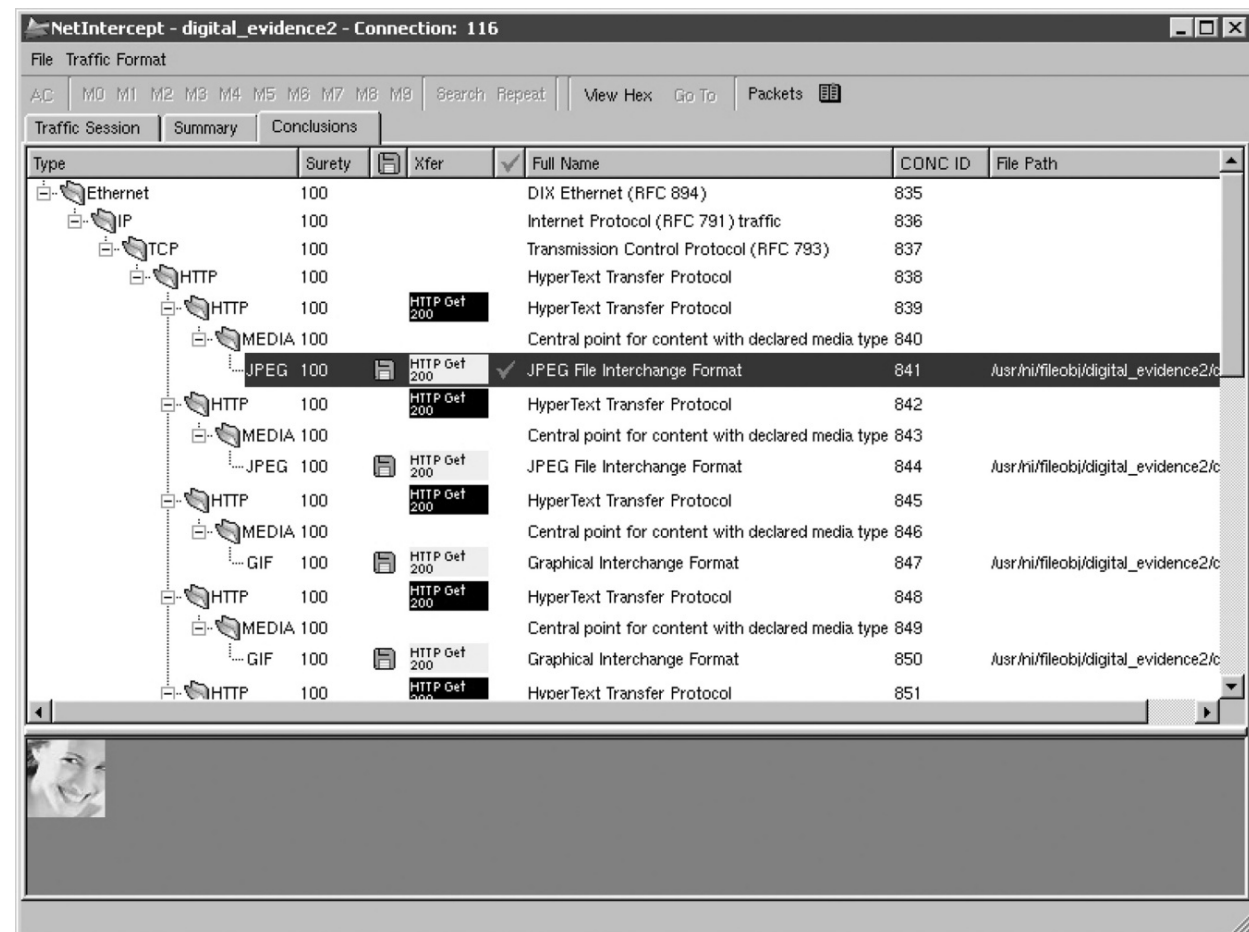 NetIntercept - digital_evidence2 - Connection: 116
File Traffic Format
AC M0 M1 M2 M3 M4 M5 M6 M7 M8 M9 Search Repeat View Hex Go To Packets
Traffic Session Summary Conclusions
Type Surety Xfer Full Name CONC ID File Path
Ethernet 100 DIX Ethernet (RFC 894) 835
IP 100 Internet Protocol (RFC 791) traffic 836
TCP 100 Transmission Control Protocol (RFC 793) 837
HTTP 100 HyperText Transfer Protocol 838
HTTP 100 HTTP Get 200 HyperText Transfer Protocol 839
MEDIA 100 Central point for content with declared media type 840
JPEG 100 HTTP Get 200 JPEG File Interchange Format 841 /usr/ni/fileobj/digital_evidence2/c
HTTP 100 HTTP Get 200 HyperText Transfer Protocol 842
MEDIA 100 Central point for content with declared media type 843
JPEG 100 HTTP Get 200 JPEG File Interchange Format 844 /usr/ni/fileobj/digital_evidence2/c
HTTP 100 HTTP Get 200 HyperText Transfer Protocol 845
MEDIA 100 Central point for content with declared media type 846
GIF 100 HTTP Get 200 Graphical Interchange Format 847 /usr/ni/fileobj/digital_evidence2/c
HTTP 100 HTTP Get 200 HyperText Transfer Protocol 848
MEDIA 100 Central point for content with declared media type 849
GIF 100 HTTP Get 200 Graphical Interchange Format 850 /usr/ni/fileobj/digital_evidence2/c
HTTP 100 HTTP Get 200 HyperText Transfer Protocol 851